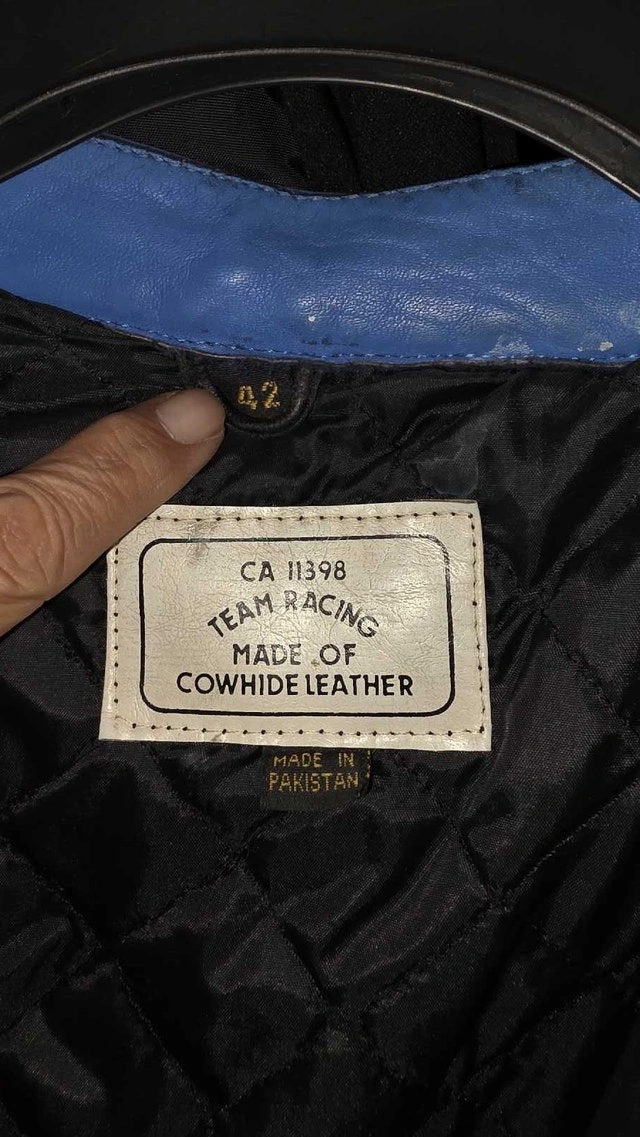 42
CA 11398
TEAM RACING
MADE OF
COWHIDE LEATHER
MADE IN
PAKISTAN